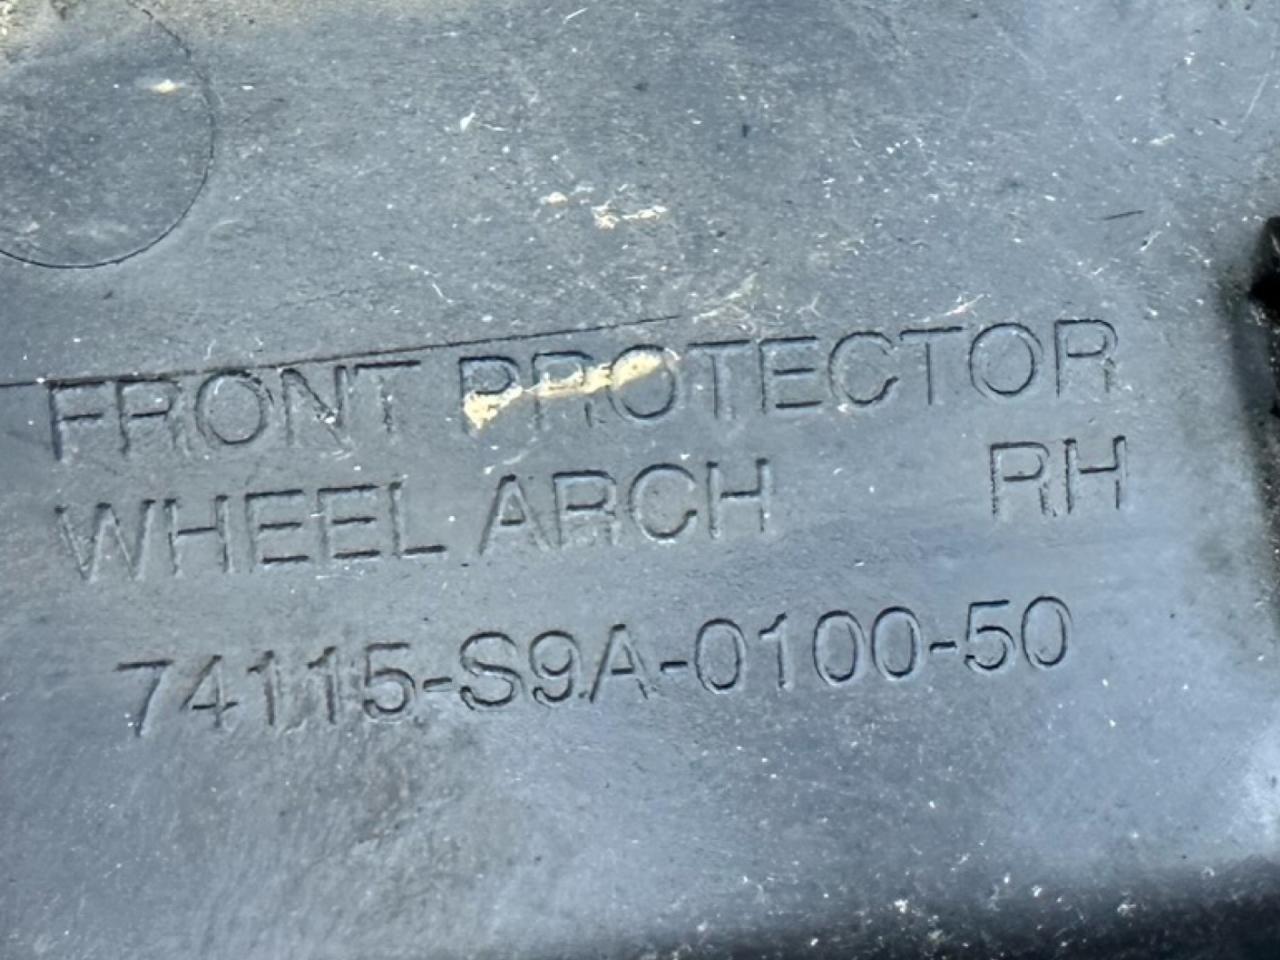 FRONT PROTECTOR
WHEEL ARCH RH
74115-S9A-0100-50